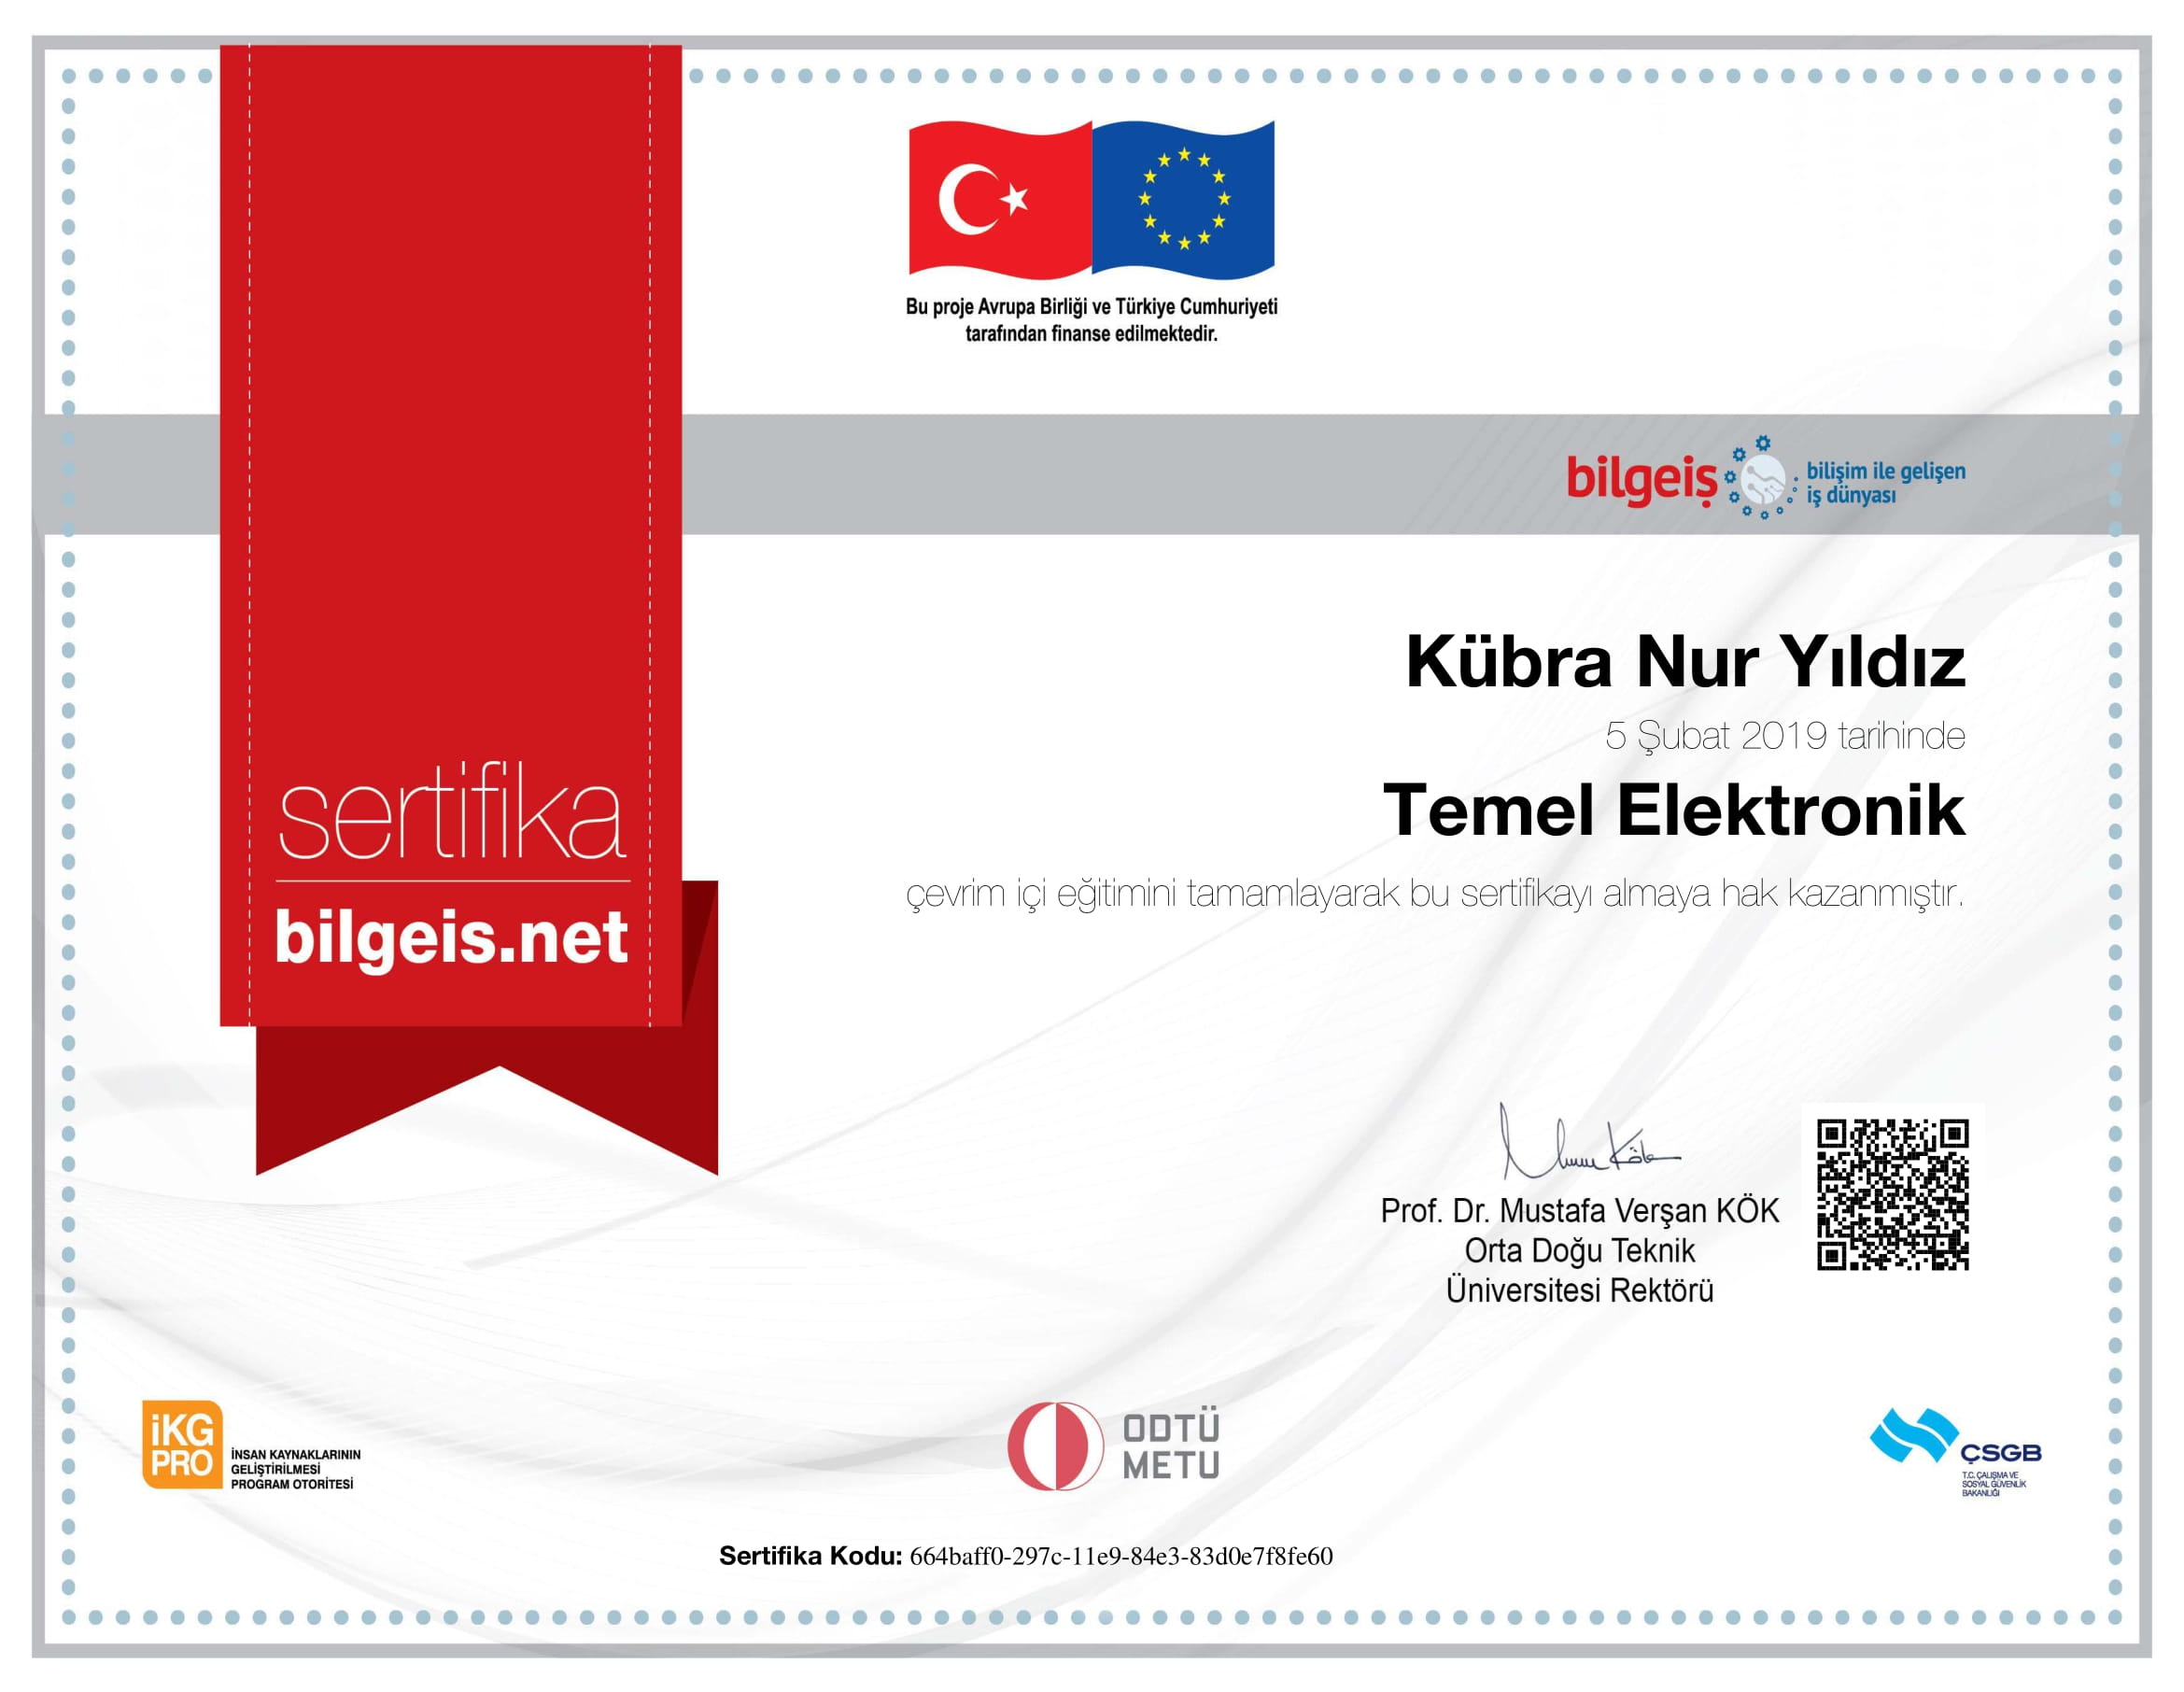 Bu proje Avrupa Birliği ve Türkiye Cumhuriyeti
tarafından finanse edilmektedir.
bilgeiş
bilişim ile gelişen
iş dünyası
Kübra Nur Yıldız
5 Şubat 2019 tarihinde
Temel Elektronik
çevrim içi eğitimini tamamlayarak bu sertifikayı almaya hak kazanmıştır.
sertifika
bilgeis.net
Prof. Dr. Mustafa Verşan KÖK
Orta Doğu Teknik
Üniversitesi Rektörü
iKG
PRO
İNSAN KAYNAKLARININ
GELİŞTİRİLMESİ
PROGRAM OTORİTESİ
ODTÜ
METU
ÇSGB
T.C. ÇALIŞMA VE
SOSYAL GÜVENLİK
BAKANLIĞI
Sertifika Kodu: 664baff0-297c-11e9-84e3-83d0e7f8fe60